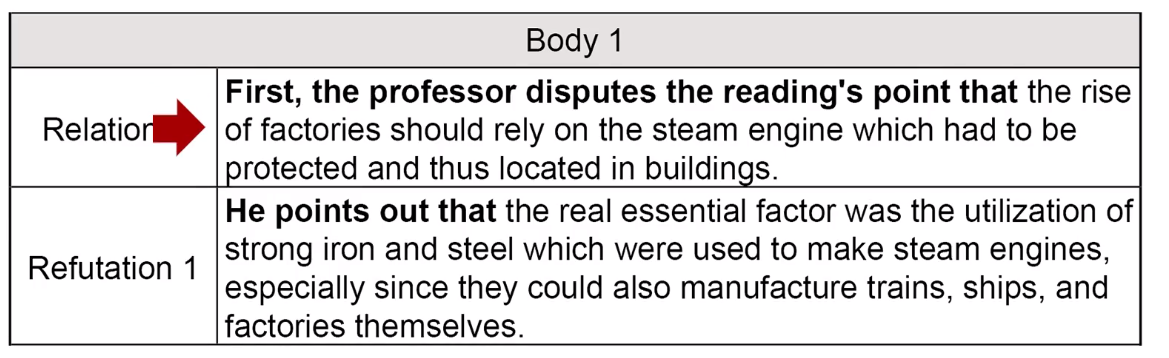 Body 1
Relation
First, the professor disputes the reading's point that the rise
of factories should rely on the steam engine which had to be
protected and thus located in buildings.
Refutation 1
He points out that the real essential factor was the utilization of
strong iron and steel which were used to make steam engines,
especially since they could also manufacture trains, ships, and
factories themselves.